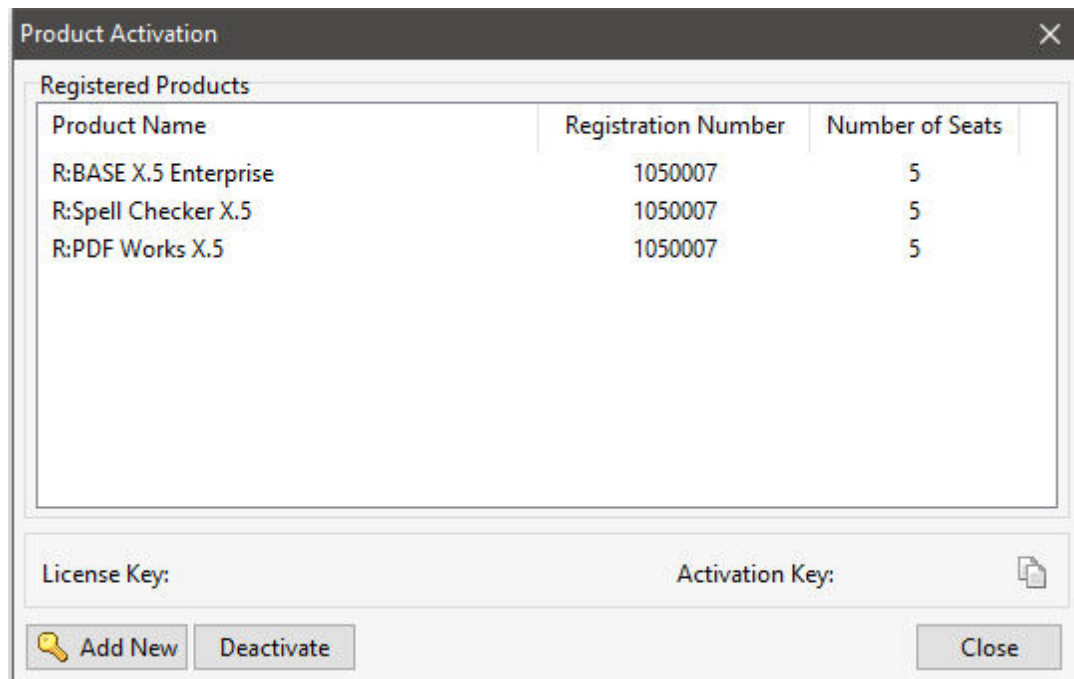 Product Activation
Registered Products
Product Name Registration Number Number of Seats
R:BASE X.5 Enterprise 1050007 5
R:Spell Checker X.5 1050007 5
R:PDF Works X.5 1050007 5
License Key: Activation Key:
Add New Deactivate Close